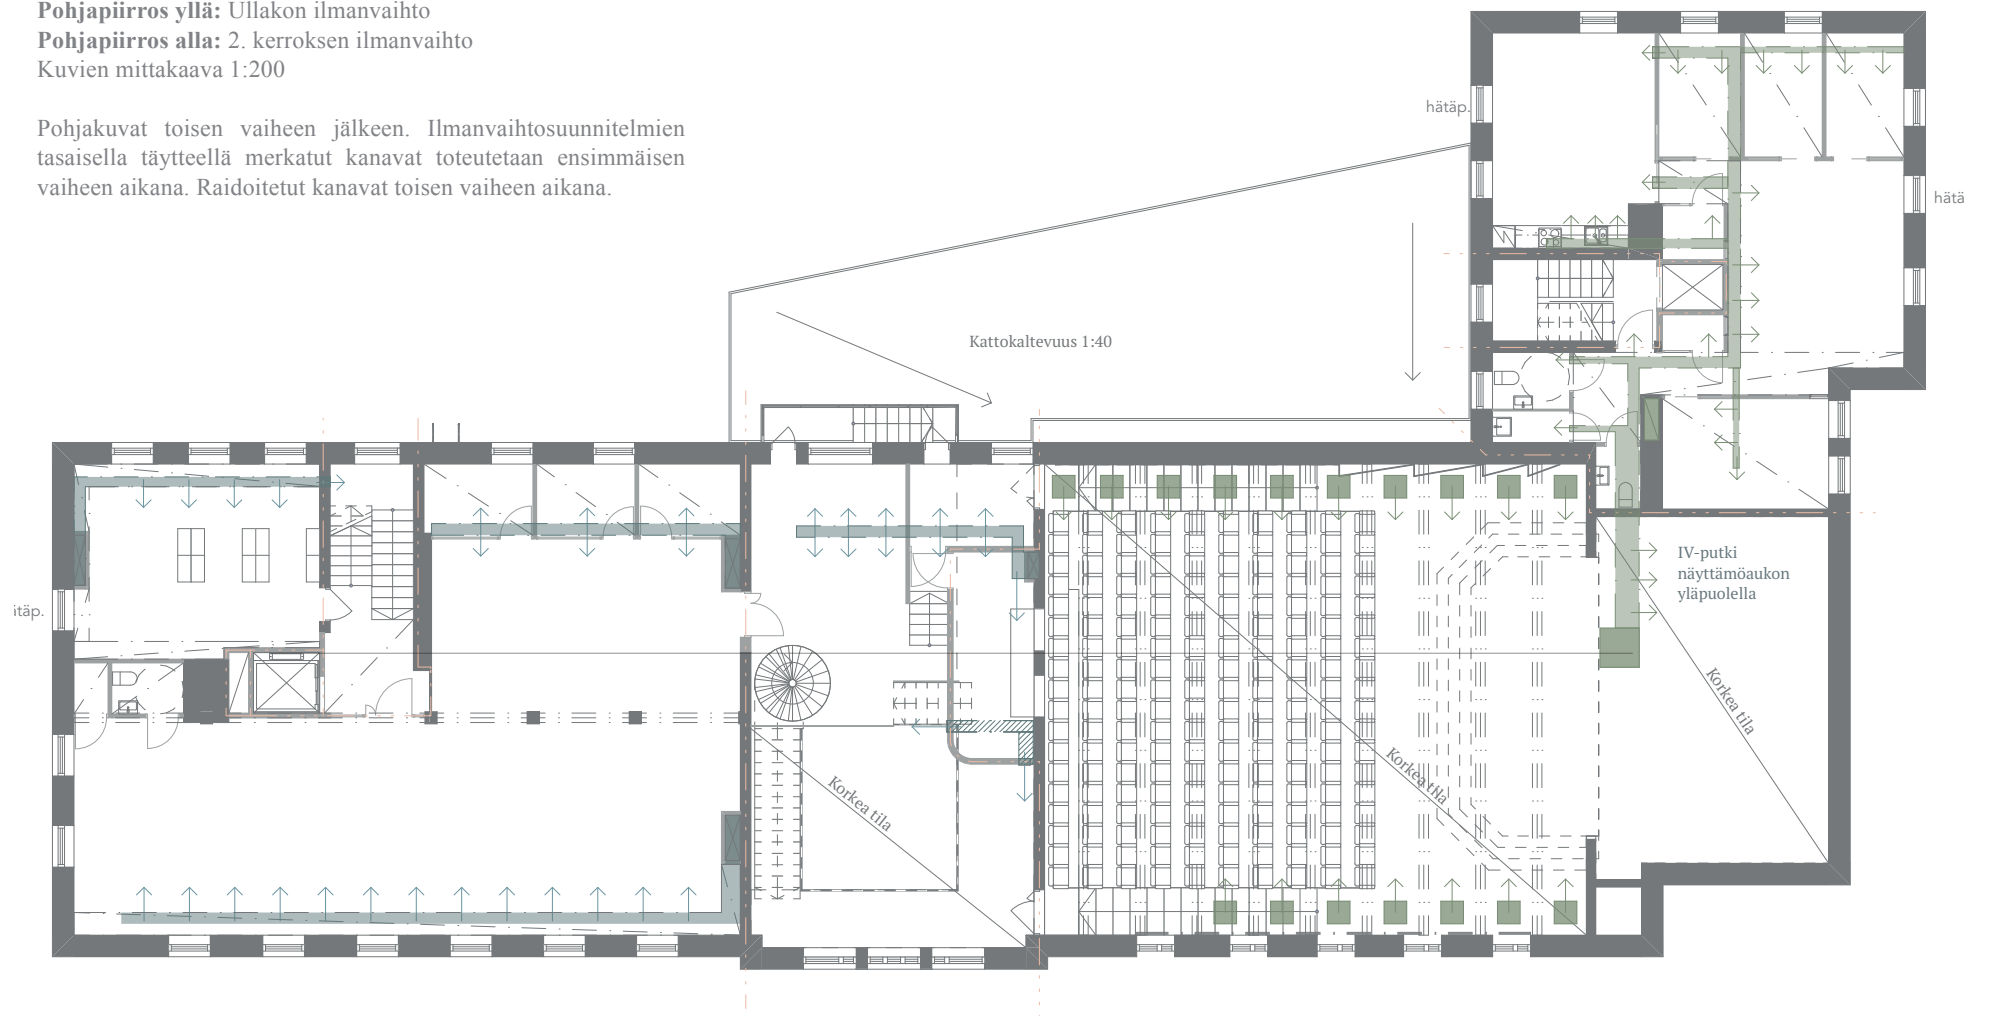 Pohjapiirros yllä: Ullakon ilmanvaihto
Pohjapiirros alla: 2. kerroksen ilmanvaihto
Kuvien mittakaava 1:200
Pohjakuvat toisen vaiheen jälkeen. Ilmanvaihtosuunnitelmien
tasaisella täytteellä merkatut kanavat toteutetaan ensimmäisen
vaiheen aikana. Raidoitetut kanavat toisen vaiheen aikana.
hätäp.
hätä
Kattokaltevuus 1:40
IV-putki
näyttämöaukon
yläpuolella
itäp.
Korkea tila
Korkea tila
Korkea tila